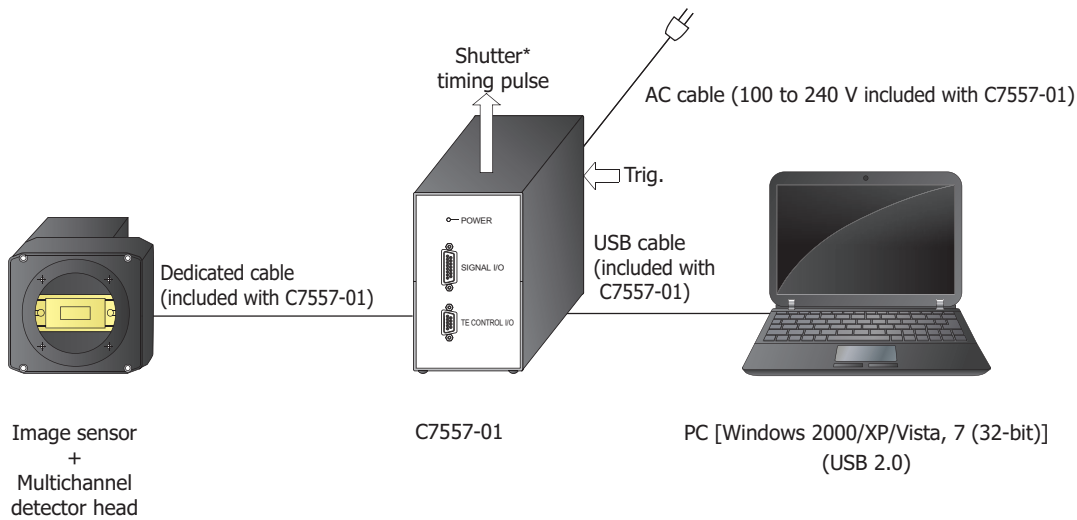 Shutter*
timing pulse
AC cable (100 to 240 V included with C7557-01)
Trig.
POWER
SIGNAL I/O
TE CONTROL I/O
USB cable
(included with
C7557-01)
Dedicated cable
(included with C7557-01)
Image sensor
+
Multichannel
detector head
C7557-01
PC [Windows 2000/XP/Vista, 7 (32-bit)]
(USB 2.0)